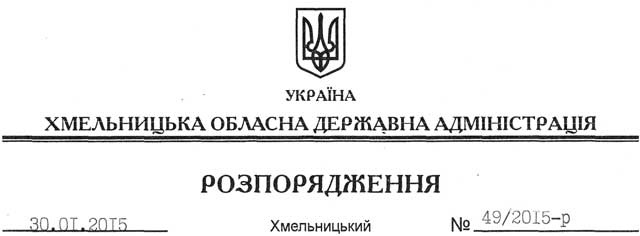 УКРАЇНА
ХМЕЛЬНИЦЬКА ОБЛАСНА ДЕРЖАВНА АДМІНІСТРАЦІЯ
РОЗПОРЯДЖЕННЯ
30.01.2015 Хмельницький № 49/2015-р